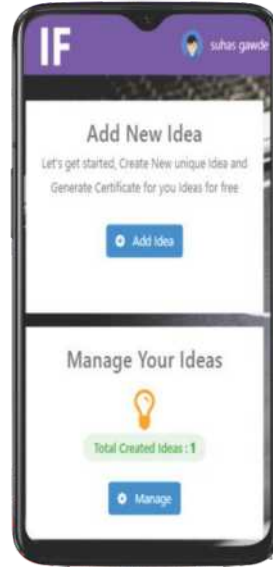 IF
suhas gawde
Add New Idea
Let's get started, Create New unique Idea and
Generate Certificate for you Ideas for free
Add Idea
Manage Your Ideas
Total Created Ideas : 1
Manage